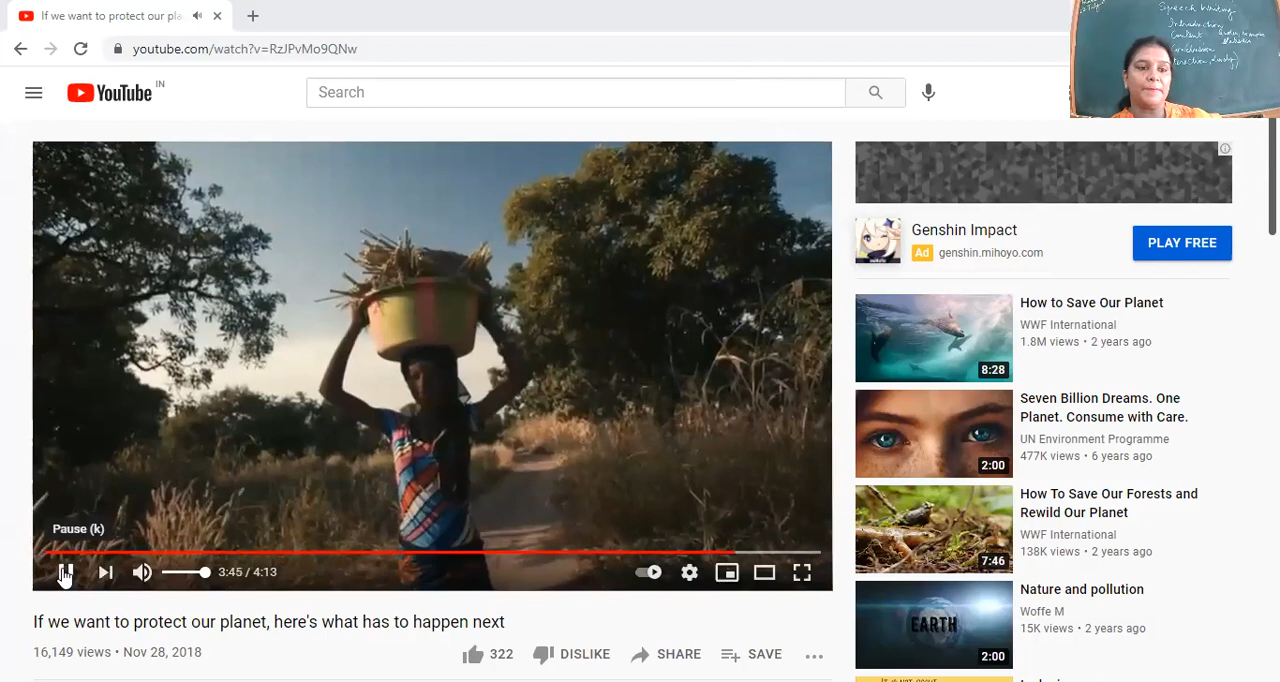 If we want to protect our pla
youtube.com/watch?v=RzJPvMo9QNw
YouTube IN
Search
Speech Writing
Introduction
Content
Conclusion
Genshin Impact
Ad genshin.mihoyo.com
PLAY FREE
How to Save Our Planet
WWF International
1.8M views • 2 years ago
8:28
Seven Billion Dreams. One
Planet. Consume with Care.
UN Environment Programme
477K views • 6 years ago
2:00
How To Save Our Forests and
Rewild Our Planet
WWF International
138K views • 2 years ago
7:46
Nature and pollution
Woffe M
15K views • 2 years ago
EARTH
2:00
Pause (k)
3:45 / 4:13
If we want to protect our planet, here's what has to happen next
16,149 views • Nov 28, 2018
322 DISLIKE SHARE SAVE